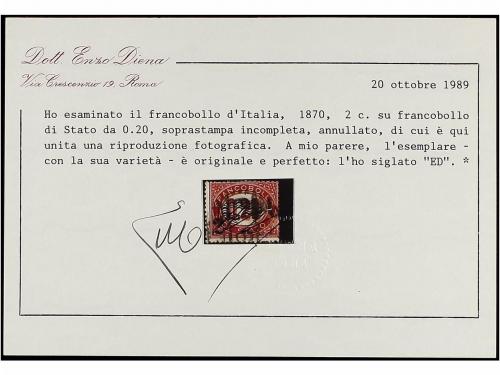 Dott Enzo Diena
Via Crescenzio 19, Roma
20 ottobre 1989
Ho esaminato il francobollo d'Italia, 1870, 2 c. su francobollo
di Stato da 0.20, soprastampa incompleta, annullato, di cui è qui
unita una riproduzione fotografica. A mio parere, l'esemplare -
con la sua varietà - è originale e perfetto: l'ho siglato "ED". *
FRANCOBOLLO